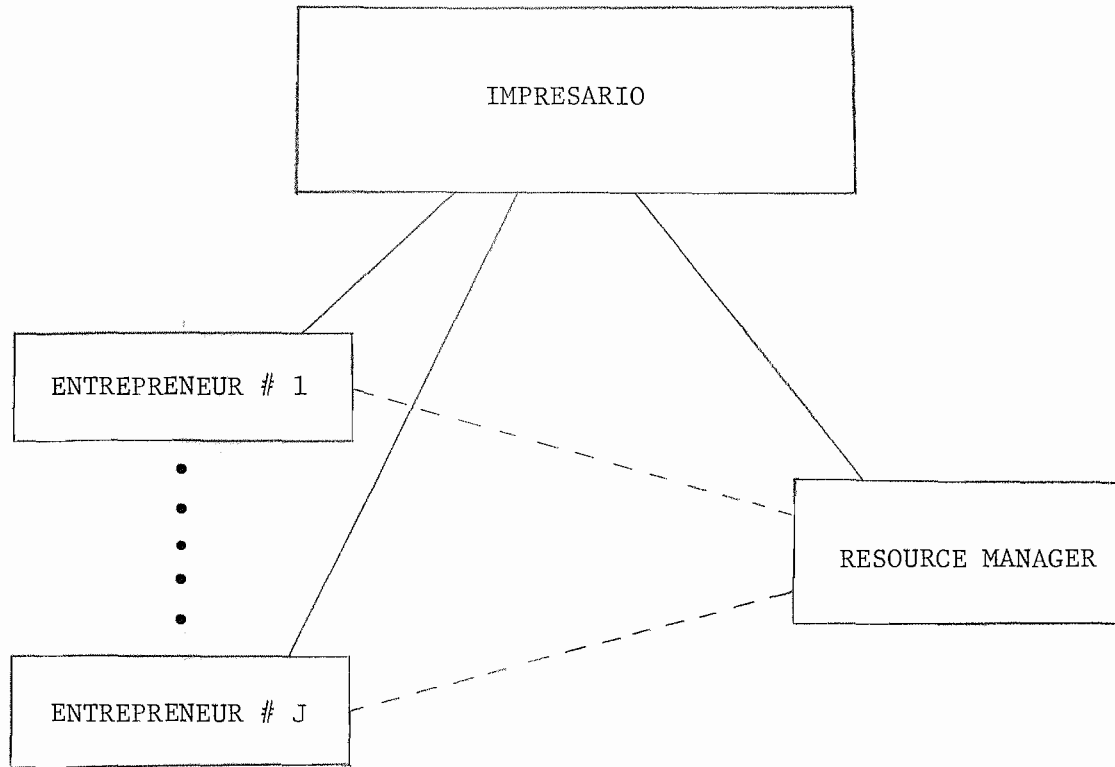 IMPRESARIO
ENTREPRENEUR # 1
RESOURCE MANAGER
ENTREPRENEUR # J